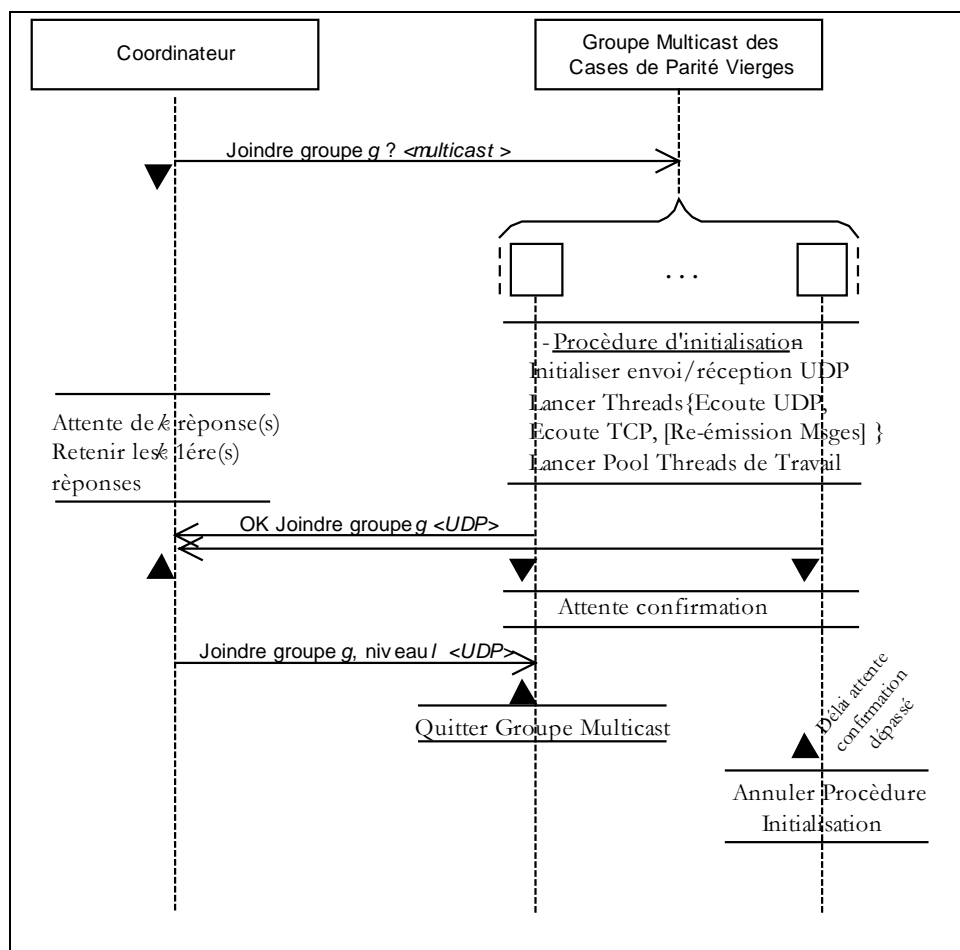 Coordinateur
Groupe Multicast des
Cases de Parité Vierges
Joindre groupe g ? <multicast >
. . .
- Procèdure d'initialisation
Initialiser envoi/réception UDP
Lancer Threads{Ecoute UDP,
Ecoute TCP, [Re-émission Msges] }
Lancer Pool Threads de Travail
Attente de k rèponse(s)
Retenir les k 1ére(s)
rèponses
OK Joindre groupe g <UDP>
Attente confirmation
Joindre groupe g, niveau l <UDP>
Délai attente
confirmation
dépassé
Quitter Groupe Multicast
Annuler Procèdure
Initialisation